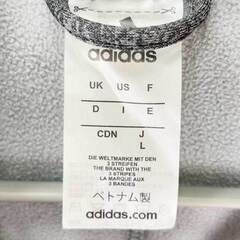 adidas
UK US F
D I E
CDN J
L
DIE WELTMARKE MIT DEN
3 STREIFEN
THE BRAND WITH THE
3 STRIPES
LA MARQUE AUX
3 BANDES
ベトナム製
adidas.com